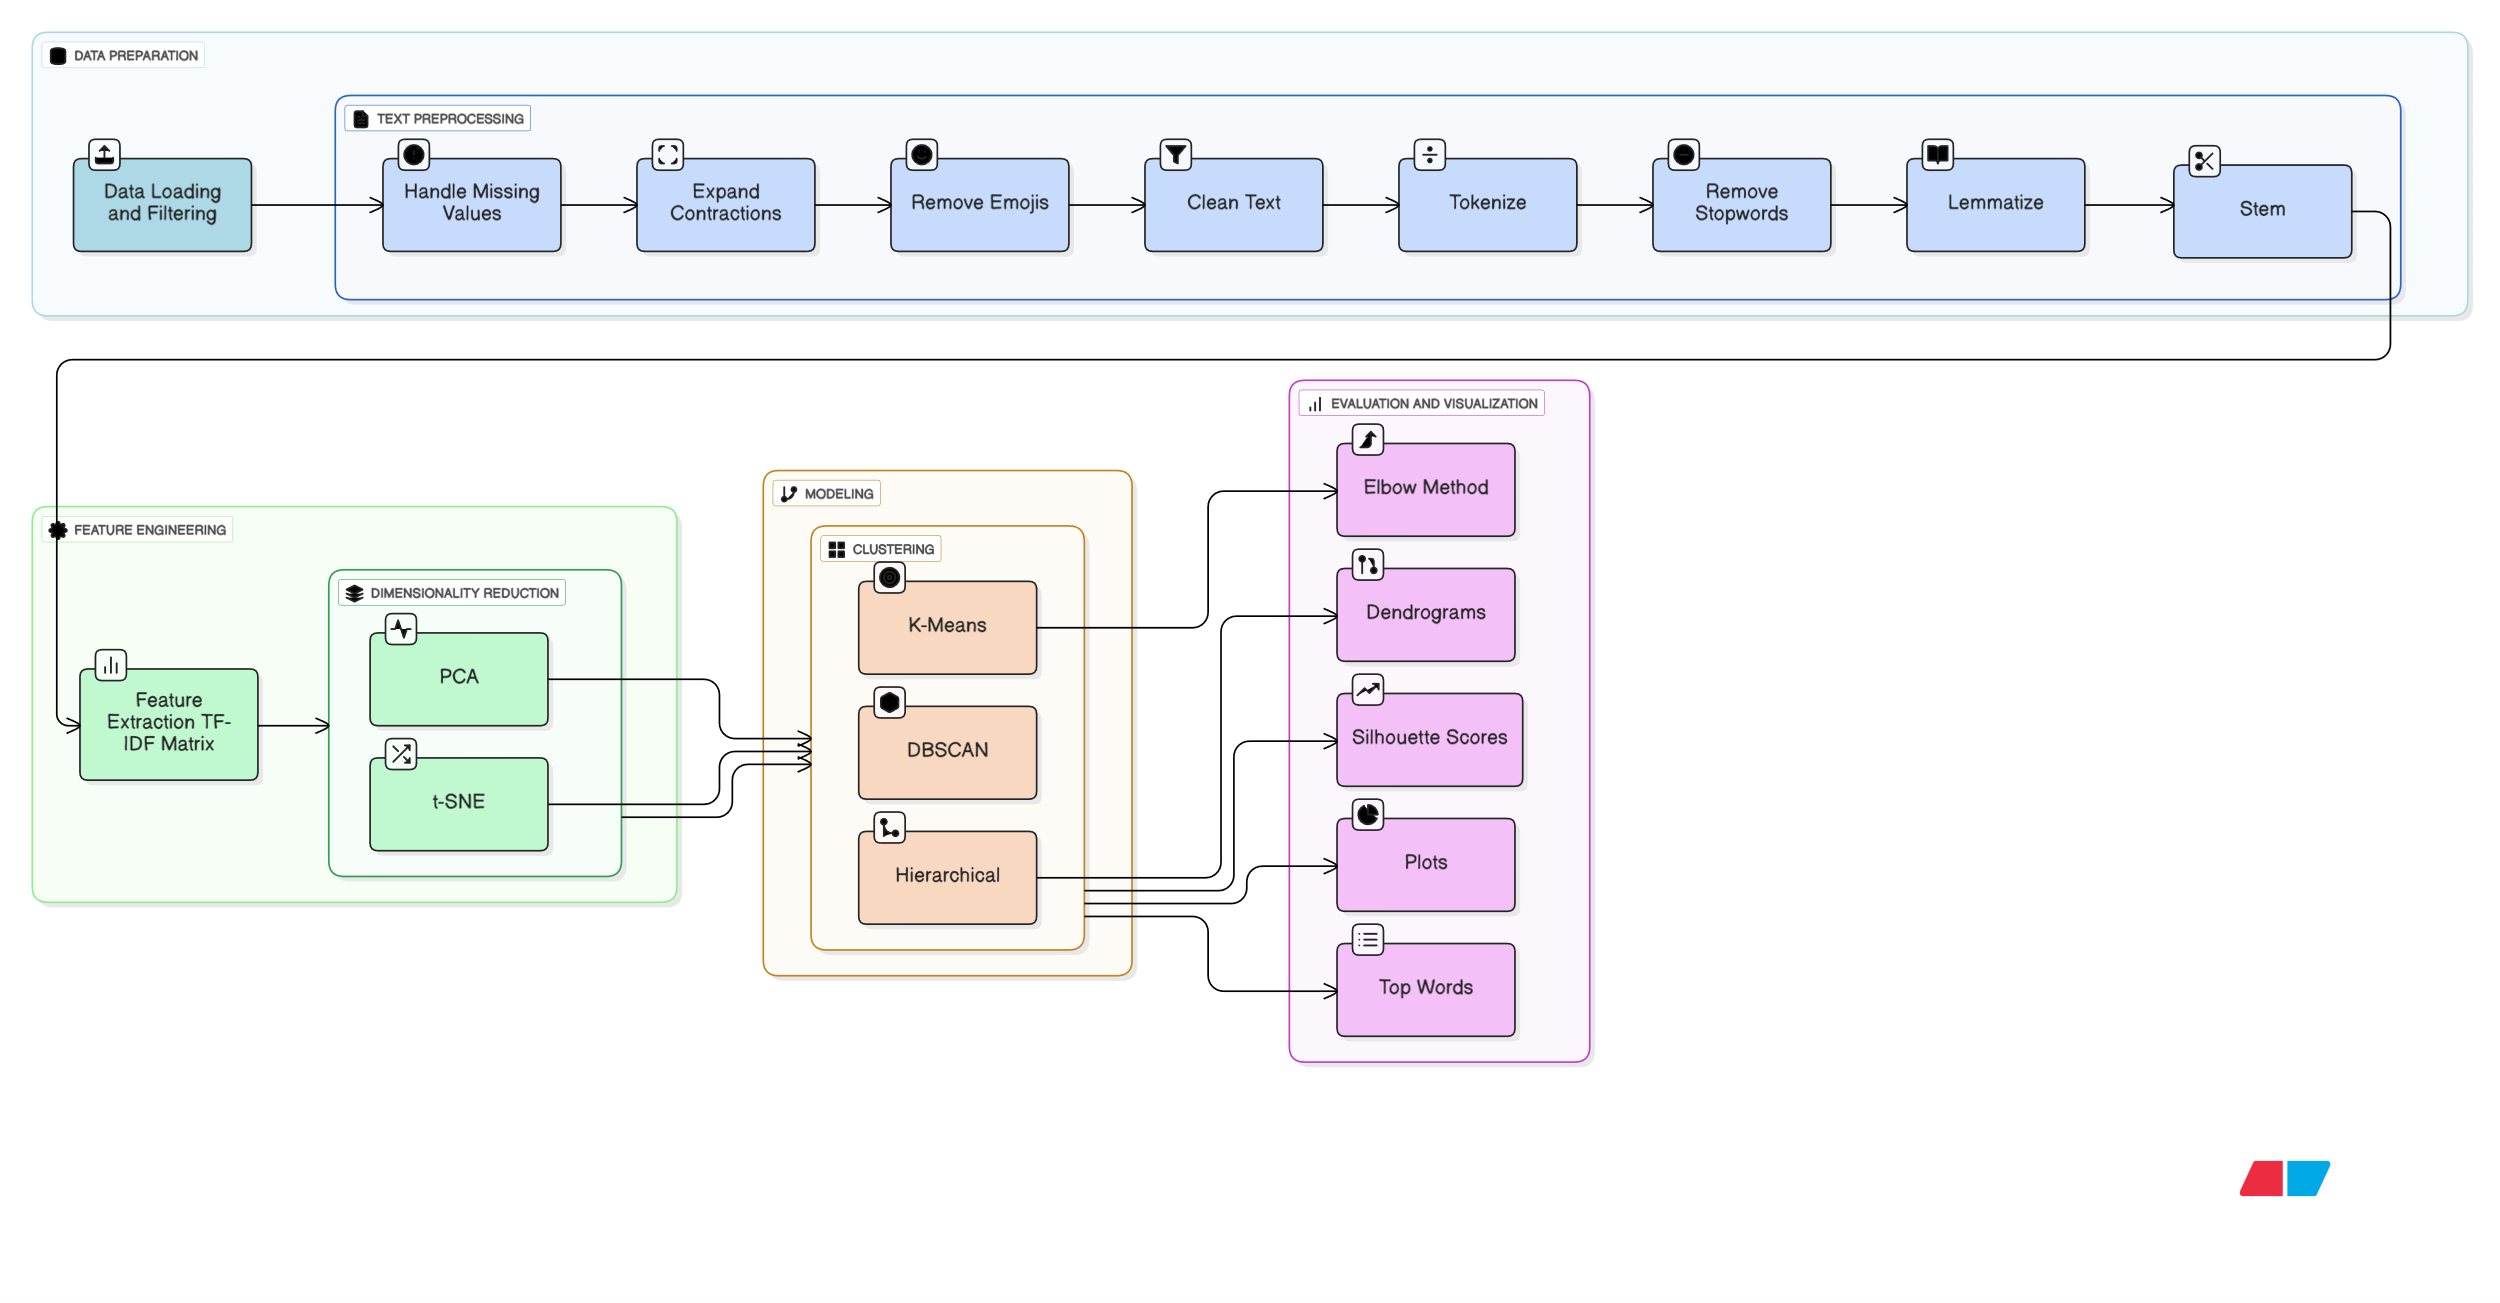 DATA PREPARATION
TEXT PREPROCESSING
Data Loading
and Filtering
Handle Missing
Values
Expand
Contractions
Remove Emojis
Clean Text
Tokenize
Remove
Stopwords
Lemmatize
Stem
FEATURE ENGINEERING
Feature
Extraction TF-
IDF Matrix
DIMENSIONALITY REDUCTION
PCA
t-SNE
MODELING
CLUSTERING
K-Means
DBSCAN
Hierarchical
EVALUATION AND VISUALIZATION
Elbow Method
Dendrograms
Silhouette Scores
Plots
Top Words